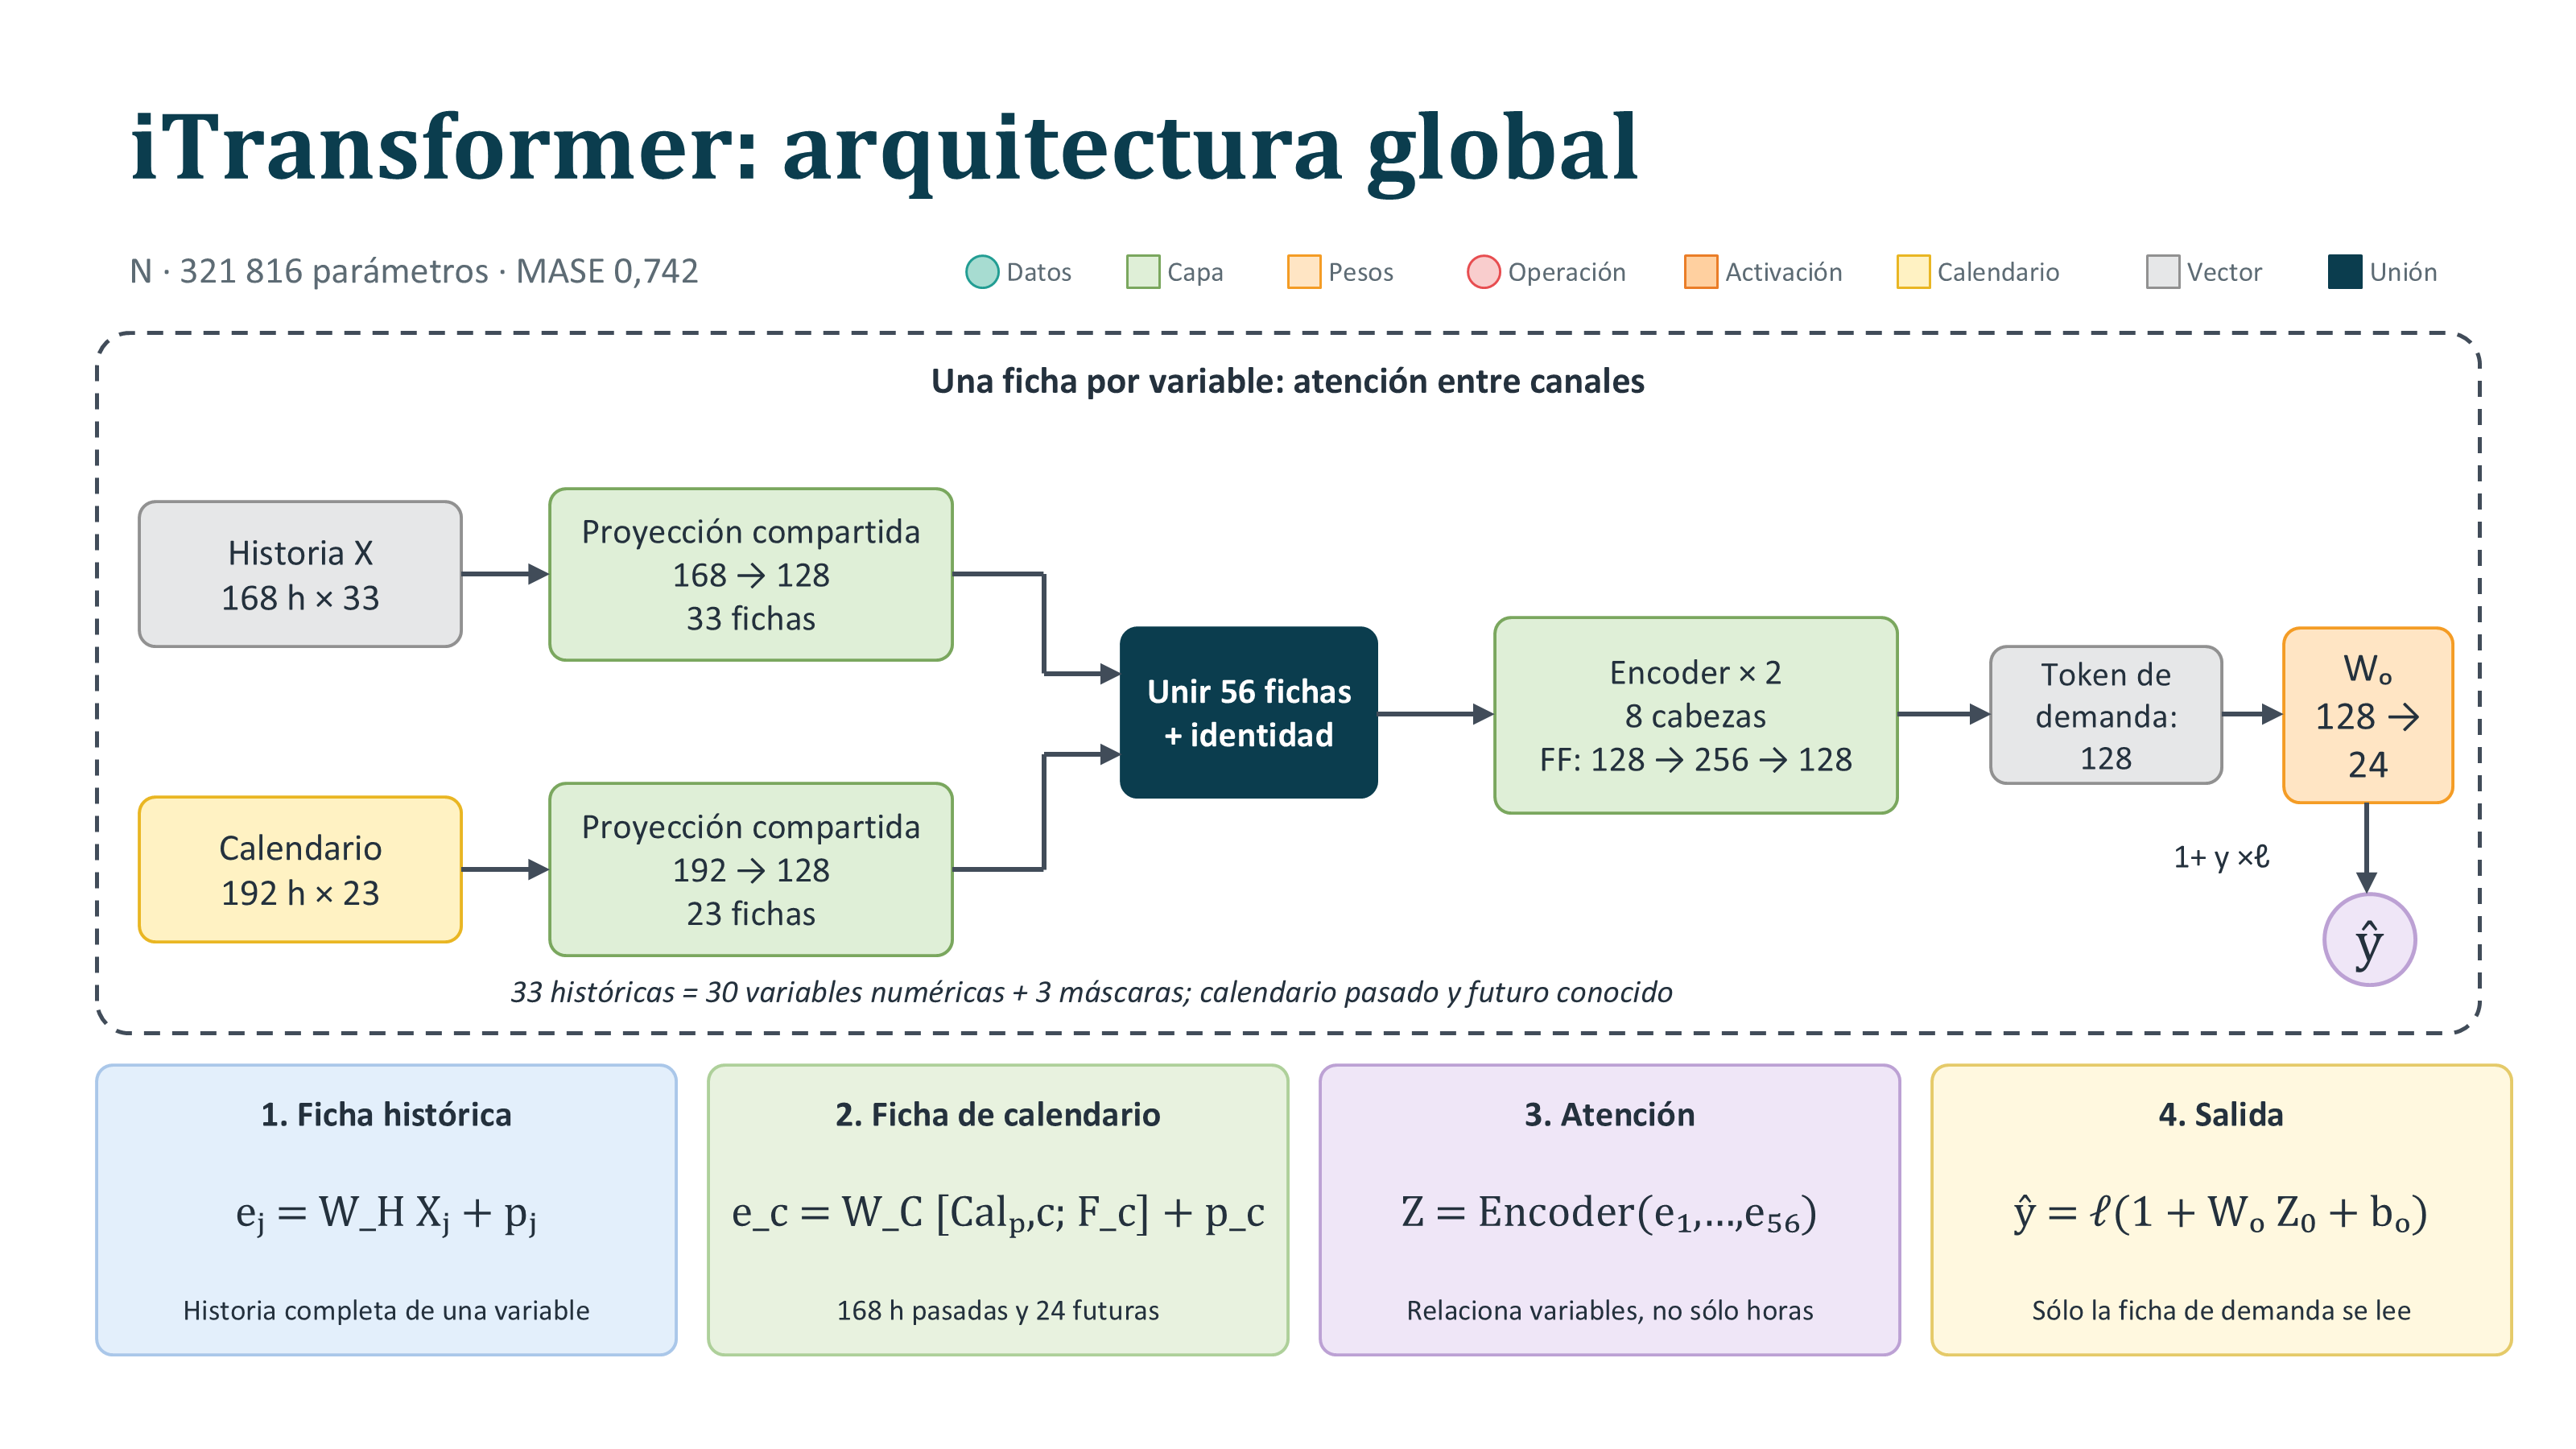 iTransformer: arquitectura global
N · 321 816 parámetros · MASE 0,742
Datos
Capa
Pesos
Operación
Activación
Calendario
Vector
Unión
Una ficha por variable: atención entre canales
Historia X
168 h × 33
Proyección compartida
168 → 128
33 fichas
Calendario
192 h × 23
Proyección compartida
192 → 128
23 fichas
Unir 56 fichas
+ identidad
Encoder × 2
8 cabezas
FF: 128 → 256 → 128
Token de
demanda:
128
Wₒ
128 →
24
1+ y ×ℓ
ŷ
33 históricas = 30 variables numéricas + 3 máscaras; calendario pasado y futuro conocido
1. Ficha histórica
eⱼ = W_H Xⱼ + pⱼ
Historia completa de una variable
2. Ficha de calendario
e_c = W_C [Calₚ,c; F_c] + p_c
168 h pasadas y 24 futuras
3. Atención
Z = Encoder(e₁,…,e₅₆)
Relaciona variables, no sólo horas
4. Salida
ŷ = ℓ(1 + Wₒ Z₀ + bₒ)
Sólo la ficha de demanda se lee